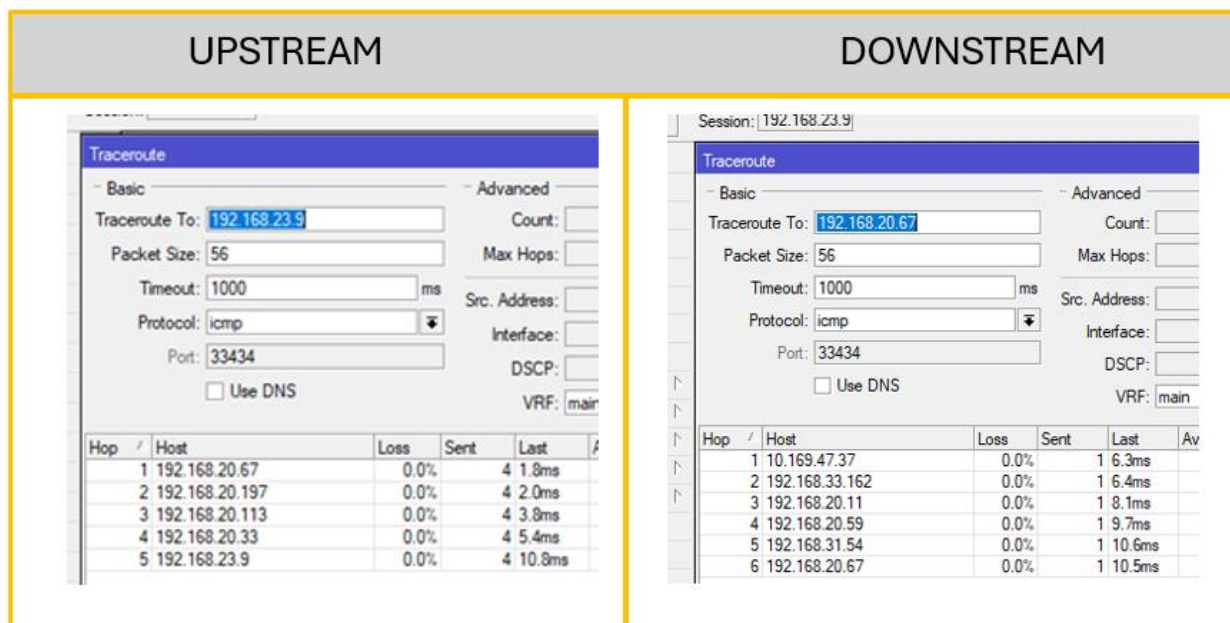 UPSTREAM
DOWNSTREAM
Traceroute
Basic
Advanced
Traceroute To: 192.168.23.9
Count:
Packet Size: 56
Max Hops:
Timeout: 1000 ms
Src. Address:
Protocol: icmp
Interface:
Port: 33434
DSCP:
Use DNS
VRF: main
Hop / Host Loss Sent Last
1 192.168.20.67 0.0% 4 1.8ms
2 192.168.20.197 0.0% 4 2.0ms
3 192.168.20.113 0.0% 4 3.8ms
4 192.168.20.33 0.0% 4 5.4ms
5 192.168.23.9 0.0% 4 10.8ms
Session: 192.168.23.9
Traceroute
Basic
Advanced
Traceroute To: 192.168.20.67
Count:
Packet Size: 56
Max Hops:
Timeout: 1000 ms
Src. Address:
Protocol: icmp
Interface:
Port: 33434
DSCP:
Use DNS
VRF: main
Hop / Host Loss Sent Last Av
1 10.169.47.37 0.0% 1 6.3ms
2 192.168.33.162 0.0% 1 6.4ms
3 192.168.20.11 0.0% 1 8.1ms
4 192.168.20.59 0.0% 1 9.7ms
5 192.168.31.54 0.0% 1 10.6ms
6 192.168.20.67 0.0% 1 10.5ms